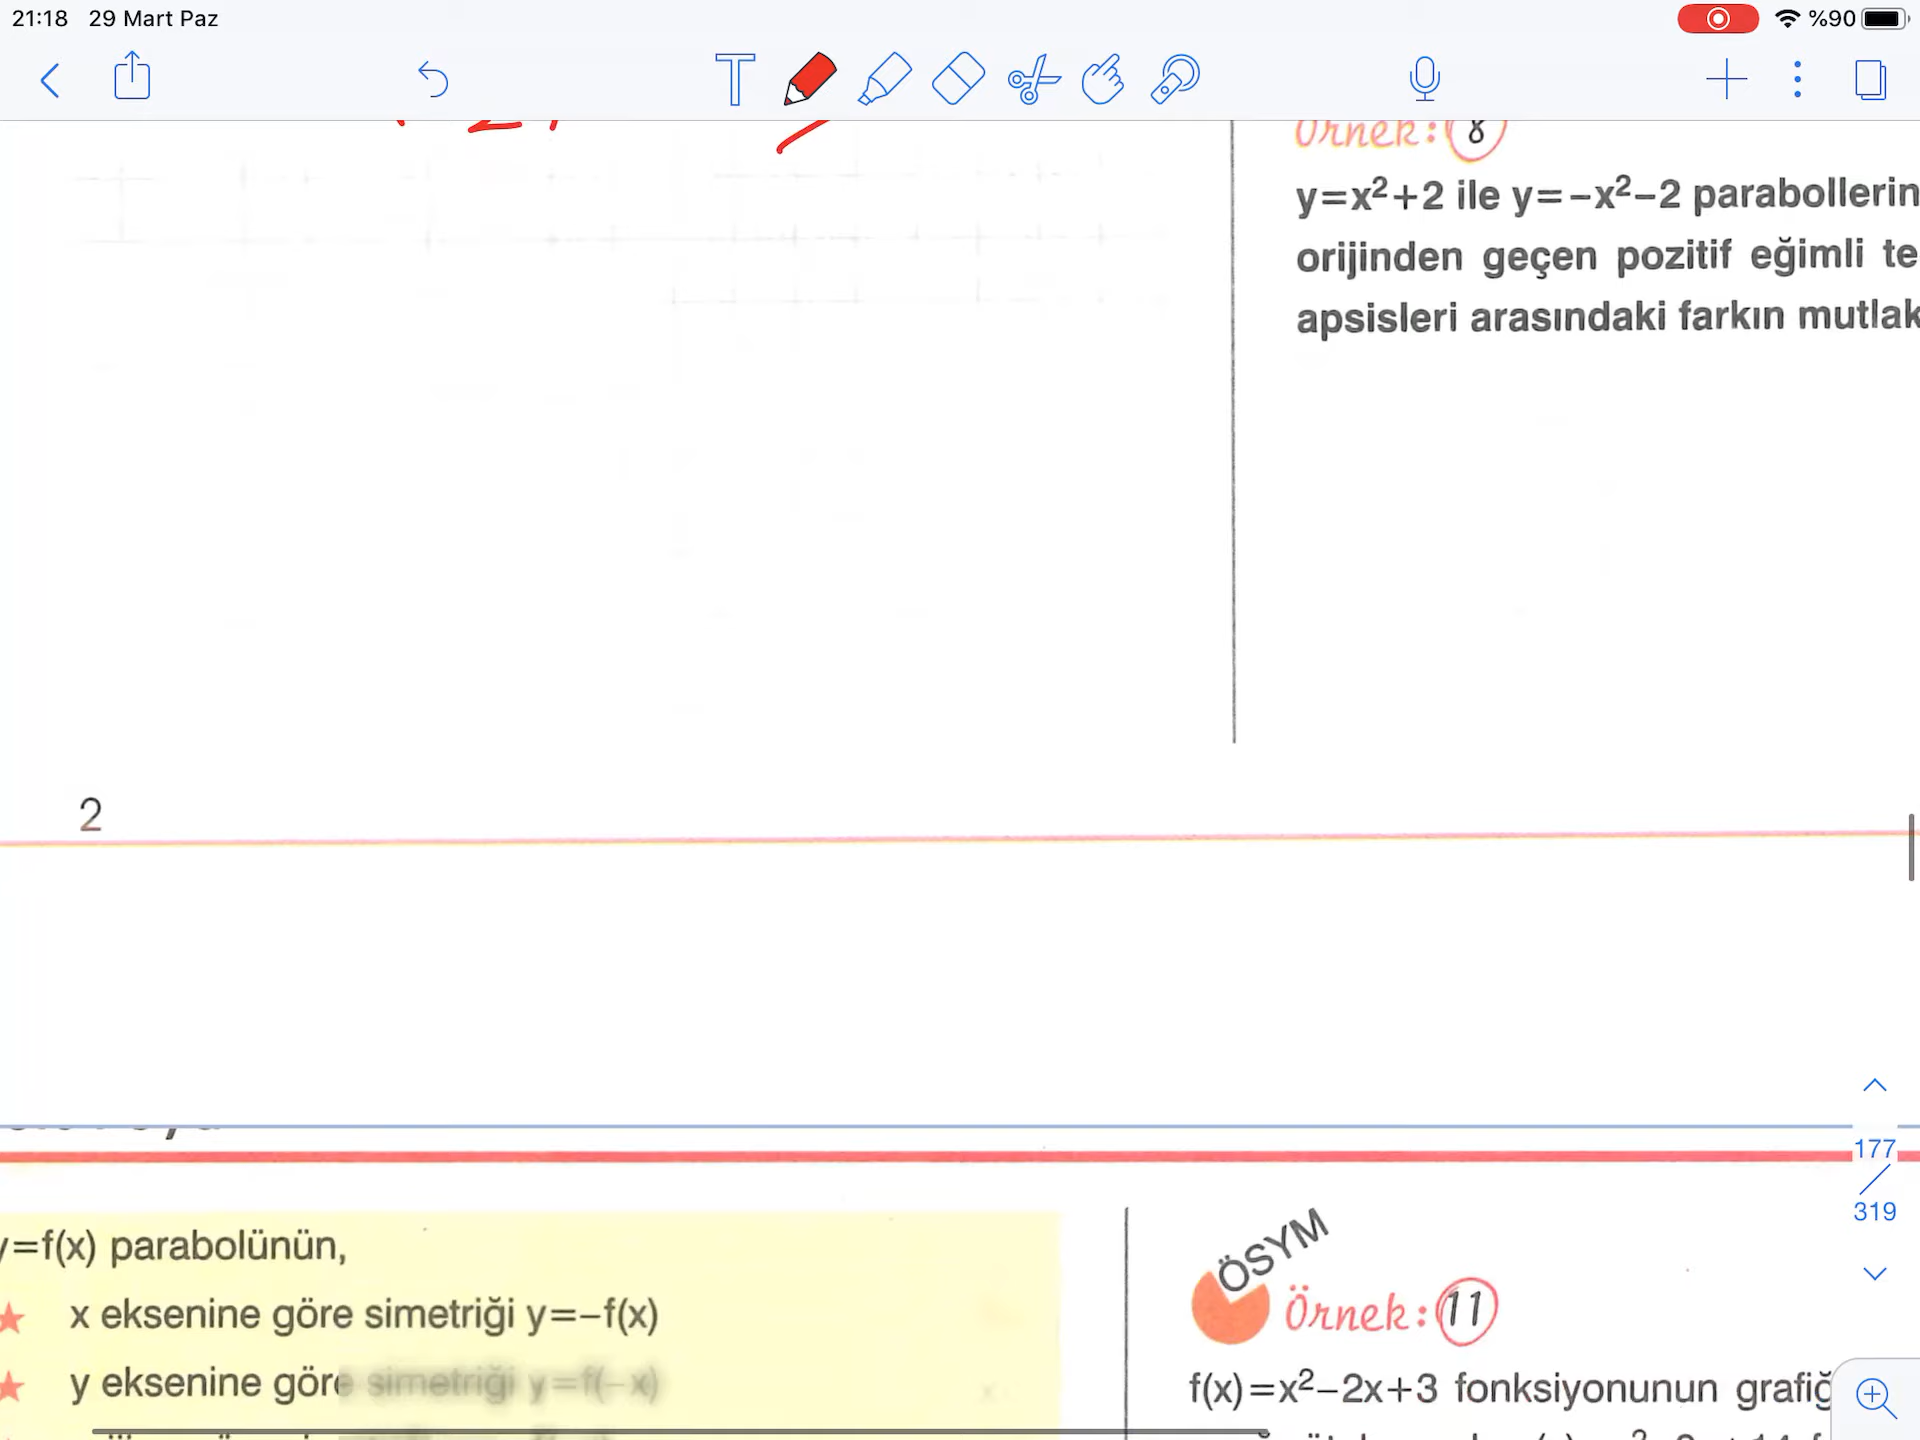 21:18 29 Mart Paz
%90
Örnek: 8
y=x²+2 ile y=-x²-2 parabollerin
orijinden geçen pozitif eğimli te
apsisleri arasındaki farkın mutlak
2
177
319
y=f(x) parabolünün,
x eksenine göre simetriği y=-f(x)
y eksenine göre simetriği y=f(-x)
ÖSYM
Örnek: 11
f(x)=x²-2x+3 fonksiyonunun grafiğ